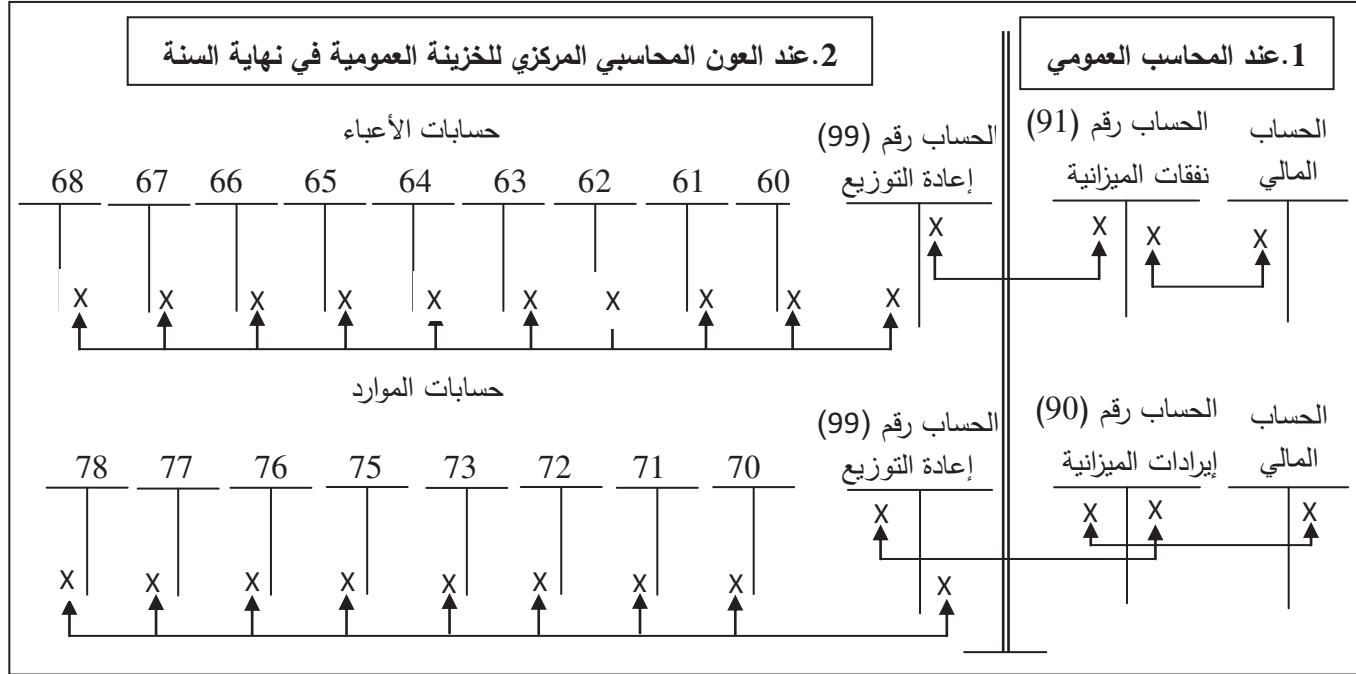 1.عند المحاسب العمومي
2.عند العون المحاسبي المركزي للخزينة العمومية في نهاية السنة
الحساب المالي
الحساب رقم (91)
نفقات الميزانية
الحساب رقم (99)
إعادة التوزيع
حسابات الأعباء
68 67 66 65 64 63 62 61 60
X X X
X
X X X X X X X X X X
حسابات الموارد
الحساب المالي
الحساب رقم (90)
إيرادات الميزانية
الحساب رقم (99)
إعادة التوزيع
78 77 76 75 73 72 71 70
X X X X
X X X X X X X X X